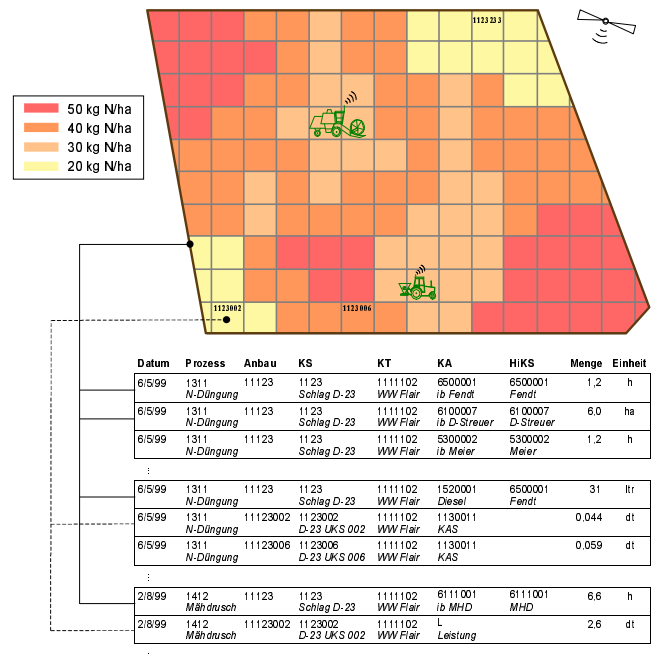 1123233
50 kg N/ha
40 kg N/ha
30 kg N/ha
20 kg N/ha
1123002
1123006
Datum Prozess Anbau KS KT KA HiKS Menge Einheit
6/5/99 1311 11123 1123 1111102 6500001 6500001 1,2 h
N-Düngung Schlag D-23 WW Flair ib Fendt Fendt
6/5/99 1311 11123 1123 1111102 6100007 6100007 6,0 ha
N-Düngung Schlag D-23 WW Flair ib D-Streuer D-Streuer
6/5/99 1311 11123 1123 1111102 5300002 5300002 1,2 h
N-Düngung Schlag D-23 WW Flair ib Meier Meier
⋮
6/5/99 1311 11123 1123 1111102 1520001 6500001 31 ltr
N-Düngung Schlag D-23 WW Flair Diesel Fendt
6/5/99 1311 11123002 1123002 1111102 1130011 0,044 dt
N-Düngung D-23 UKS 002 WW Flair KAS
6/5/99 1311 11123006 1123006 1111102 1130011 0,059 dt
N-Düngung D-23 UKS 006 WW Flair KAS
⋮
2/8/99 1412 11123 1123 1111102 6111001 6111001 6,6 h
Mähdrusch Schlag D-23 WW Flair ib MHD MHD
2/8/99 1412 11123002 1123002 1111102 L 2,6 dt
Mähdrusch D-23 UKS 002 WW Flair Leistung